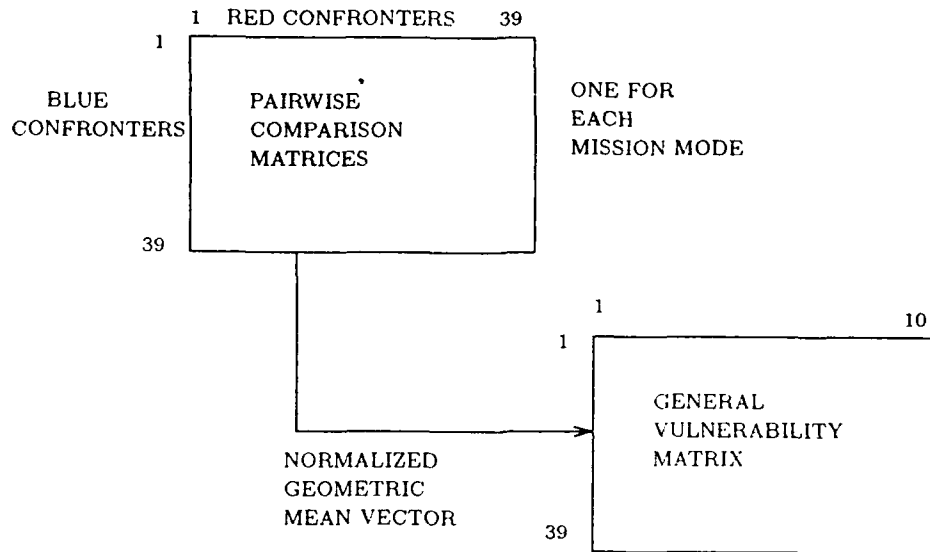 1 RED CONFRONTERS 39
1
BLUE
CONFRONTERS
PAIRWISE
COMPARISON
MATRICES
ONE FOR
EACH
MISSION MODE
39
1
10
1
GENERAL
VULNERABILITY
MATRIX
NORMALIZED
GEOMETRIC
MEAN VECTOR
39